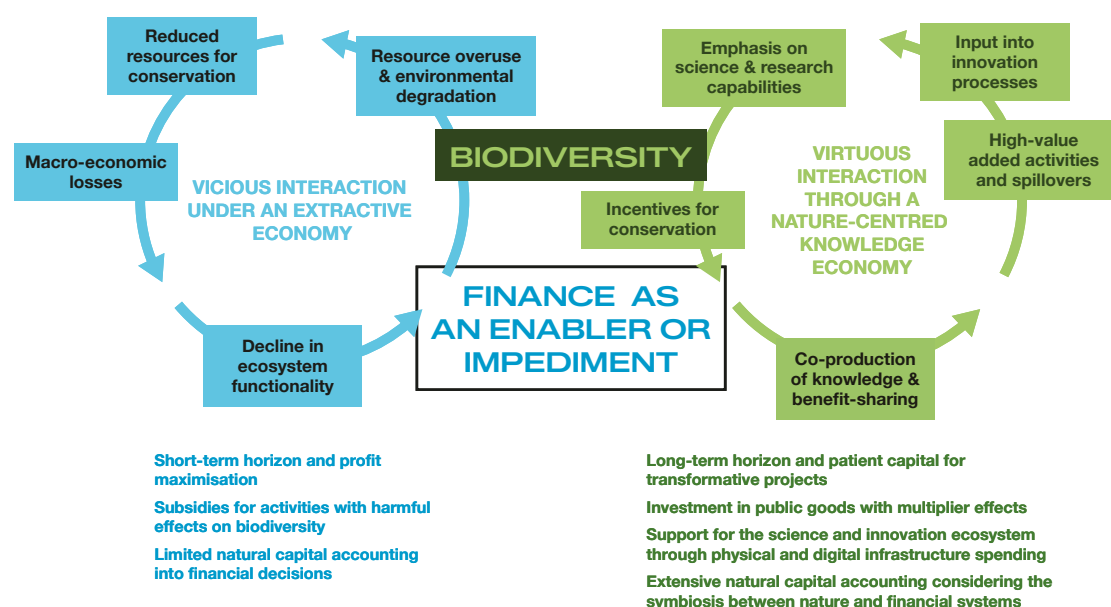 Reduced
resources for
conservation
Resource overuse
& environmental
degradation
Macro-economic
losses
VICIOUS INTERACTION
UNDER AN EXTRACTIVE
ECONOMY
Decline in
ecosystem
functionality
BIODIVERSITY
FINANCE AS
AN ENABLER OR
IMPEDIMENT
Emphasis on
science & research
capabilities
Input into
innovation
processes
High-value
added activities
and spillovers
Incentives for
conservation
VIRTUOUS
INTERACTION
THROUGH A
NATURE-CENTRED
KNOWLEDGE
ECONOMY
Co-production
of knowledge &
benefit-sharing
Short-term horizon and profit
maximisation
Subsidies for activities with harmful
effects on biodiversity
Limited natural capital accounting
into financial decisions
Long-term horizon and patient capital for
transformative projects
Investment in public goods with multiplier effects
Support for the science and innovation ecosystem
through physical and digital infrastructure spending
Extensive natural capital accounting considering the
symbiosis between nature and financial systems